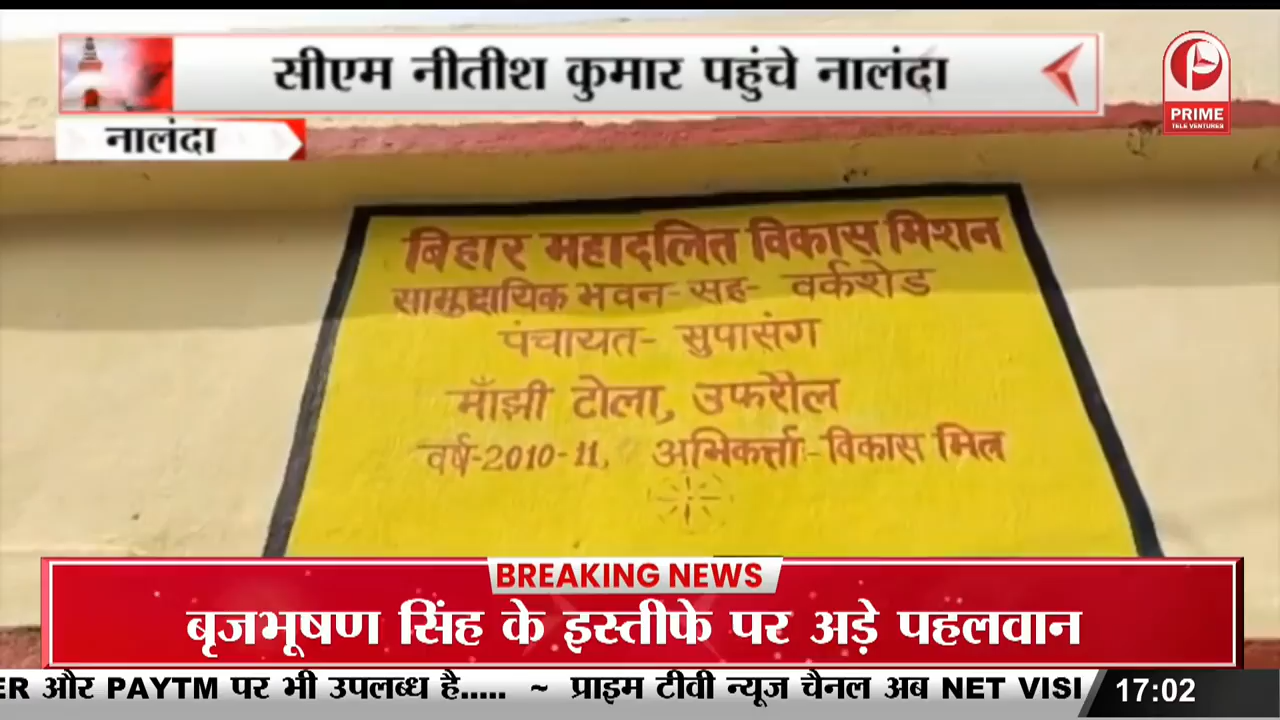 सीएम नीतीश कुमार पहुंचे नालंदा
PRIME
TELE VENTURES
नालंदा
बिहार महादलित विकास मिशन
सामुदायिक भवन-सह- वर्कशेड
पंचायत- सुपासंग
माँझी टोला, उफरौल
वर्ष-2010-11, अभिकर्त्ता-विकास मित्र
BREAKING NEWS
बृजभूषण सिंह के इस्तीफे पर अड़े पहलवान
ER और PAYTM पर भी उपलब्ध है..... ~ प्राइम टीवी न्यूज चैनल अब NET VISI
17:02